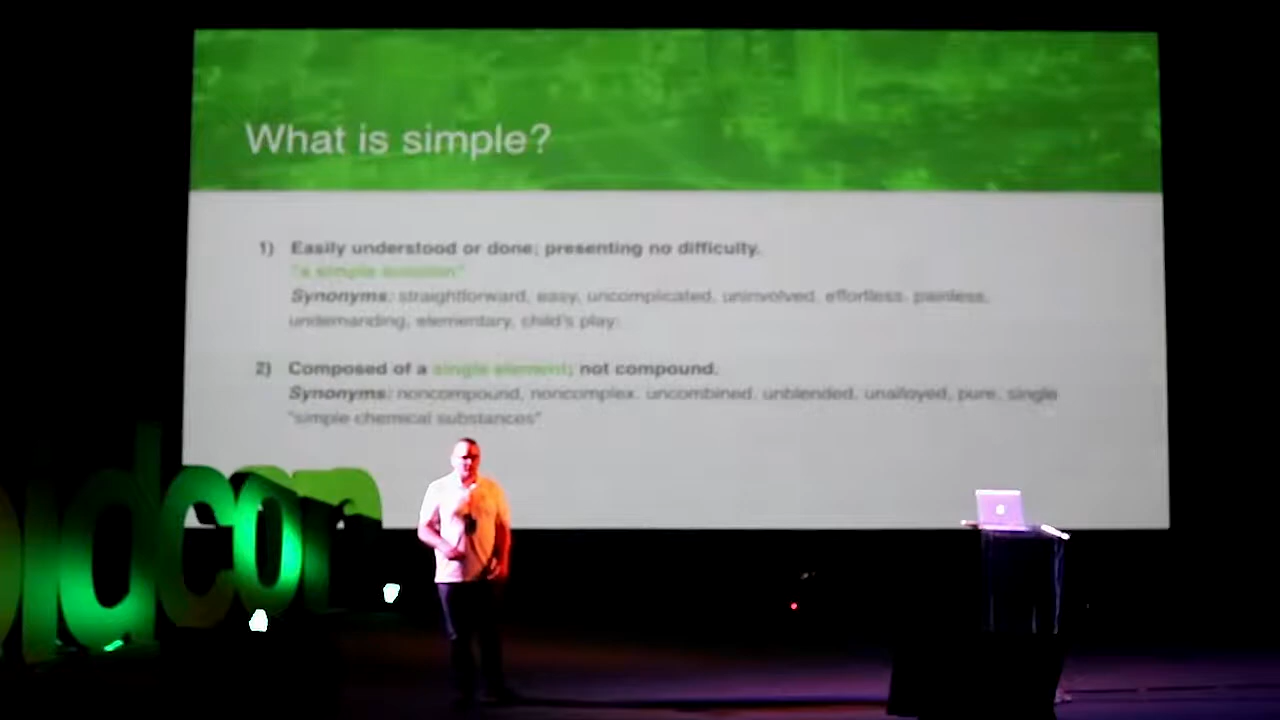 What is simple?
1) Easily understood or done; presenting no difficulty.
"a simple
Synonyms: straightforward, easy, uncomplicated, uninvolved, effortless, painless,
undemanding, elementary, child's play;
2) Composed of a single element; not compound.
Synonyms: noncompound, noncomplex, uncombined, unblended, unalloyed, pure, single
"simple chemical substances"
idcon